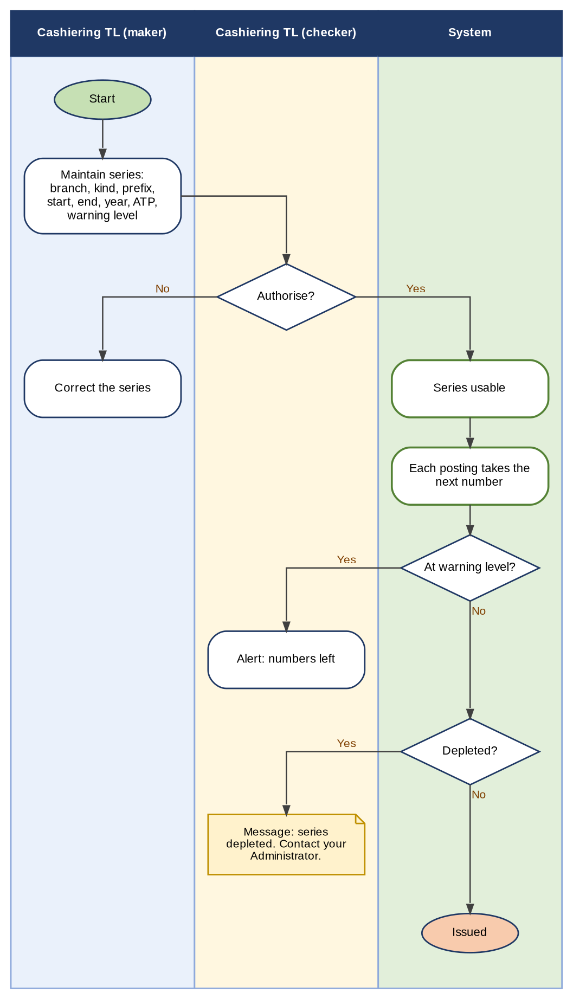 Cashiering TL (maker)
Cashiering TL (checker)
System
Start
Maintain series:
branch, kind, prefix,
start, end, year, ATP,
warning level
Authorise?
No
Yes
Correct the series
Series usable
Each posting takes the
next number
At warning level?
Yes
No
Alert: numbers left
Depleted?
Yes
No
Message: series
depleted. Contact your
Administrator.
Issued